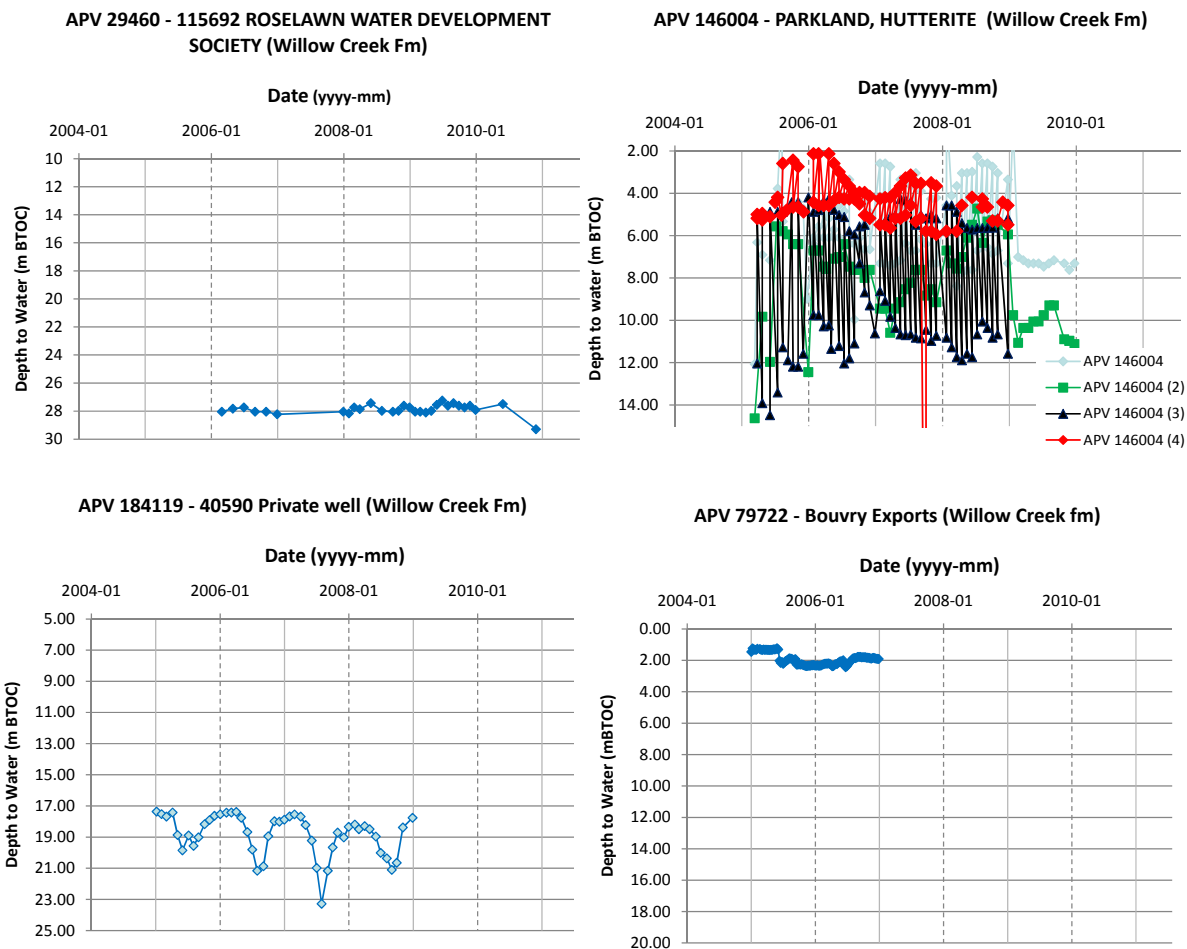 APV 29460 - 115692 ROSELAWN WATER DEVELOPMENT
SOCIETY (Willow Creek Fm)
Date (yyyy-mm)
2004-01 2006-01 2008-01 2010-01
Depth to Water (m BTOC)
10
12
14
16
18
20
22
24
26
28
30
APV 146004 - PARKLAND, HUTTERITE (Willow Creek Fm)
Date (yyyy-mm)
2004-01 2006-01 2008-01 2010-01
Depth to water (m BTOC)
2.00
4.00
6.00
8.00
10.00
12.00
14.00
APV 146004
APV 146004 (2)
APV 146004 (3)
APV 146004 (4)
APV 184119 - 40590 Private well (Willow Creek Fm)
Date (yyyy-mm)
2004-01 2006-01 2008-01 2010-01
Depth to Water (m BTOC)
5.00
7.00
9.00
11.00
13.00
15.00
17.00
19.00
21.00
23.00
25.00
APV 79722 - Bouvry Exports (Willow Creek fm)
Date (yyyy-mm)
2004-01 2006-01 2008-01 2010-01
Depth to Water (mBTOC)
0.00
2.00
4.00
6.00
8.00
10.00
12.00
14.00
16.00
18.00
20.00